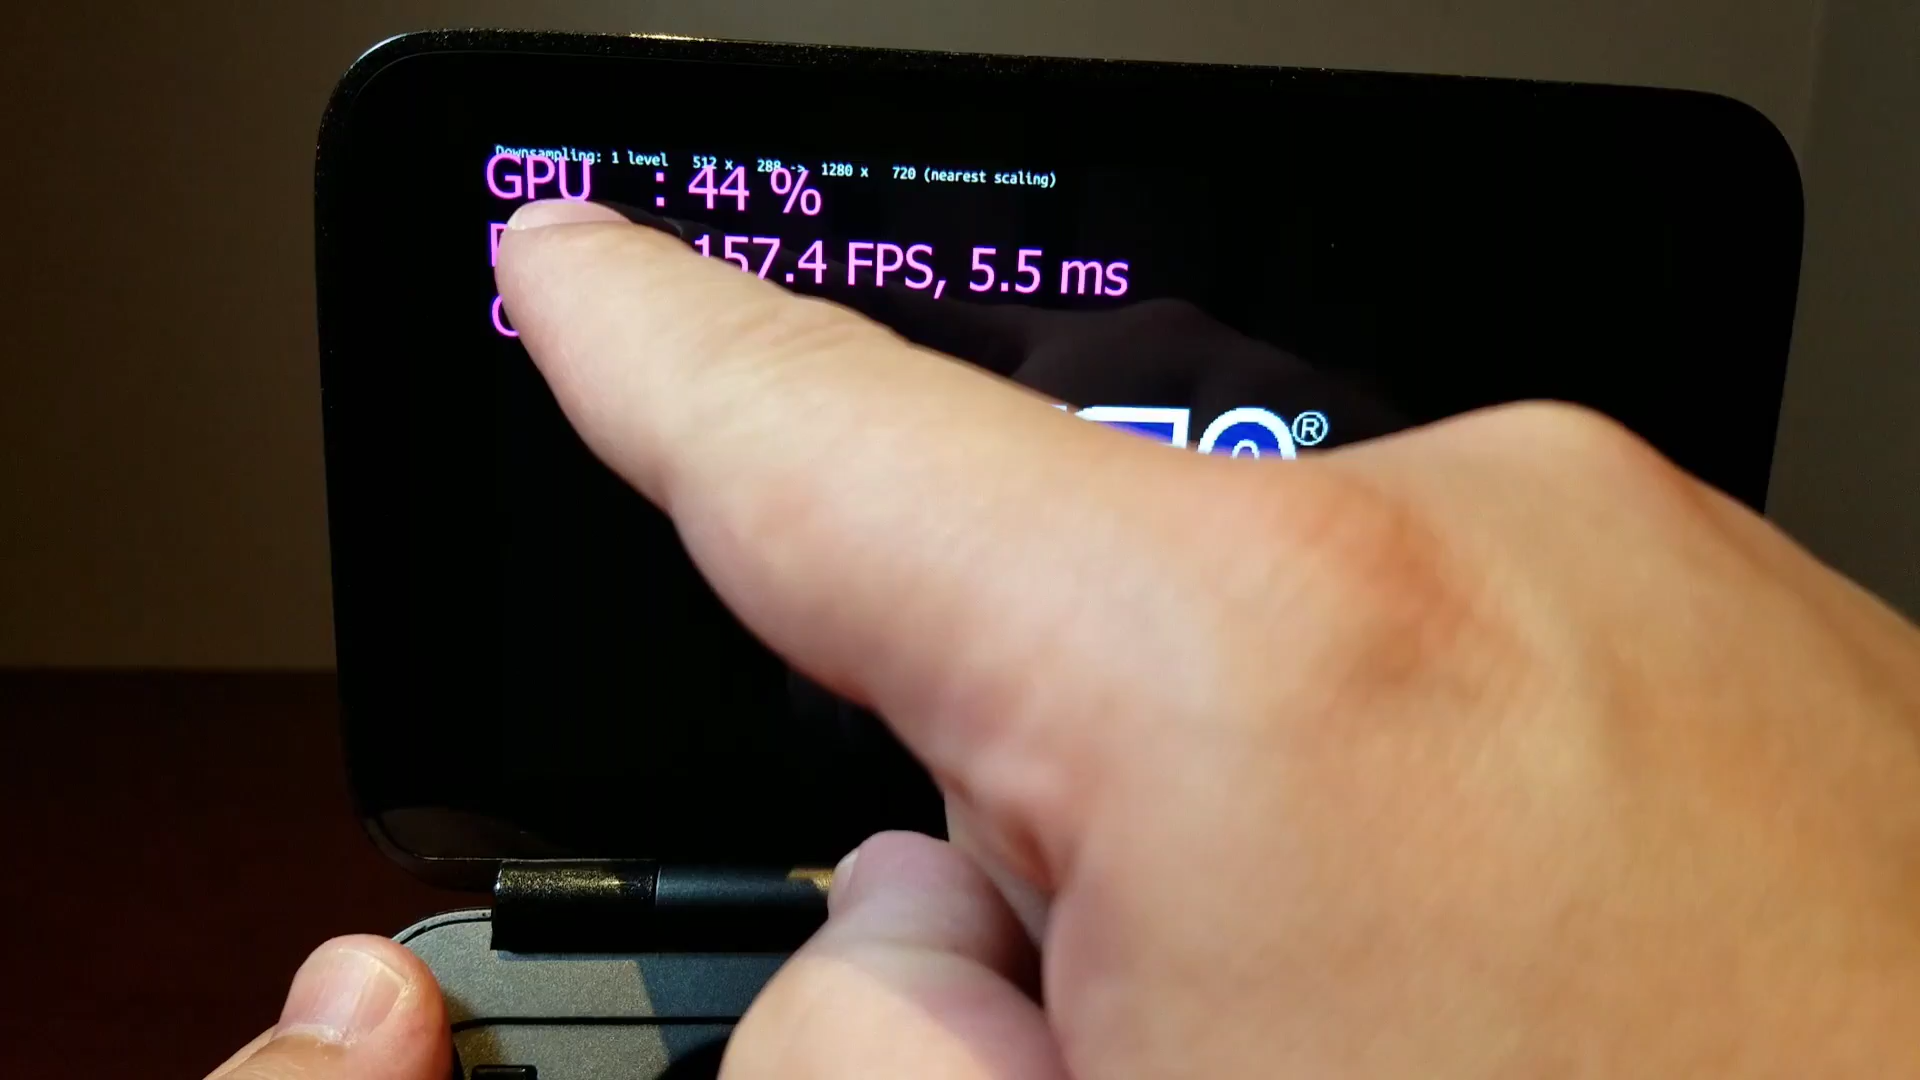 Downsampling: 1 level 512 x 288 -> 1280 x 720 (nearest scaling)
GPU : 44 %
157.4 FPS, 5.5 ms
®